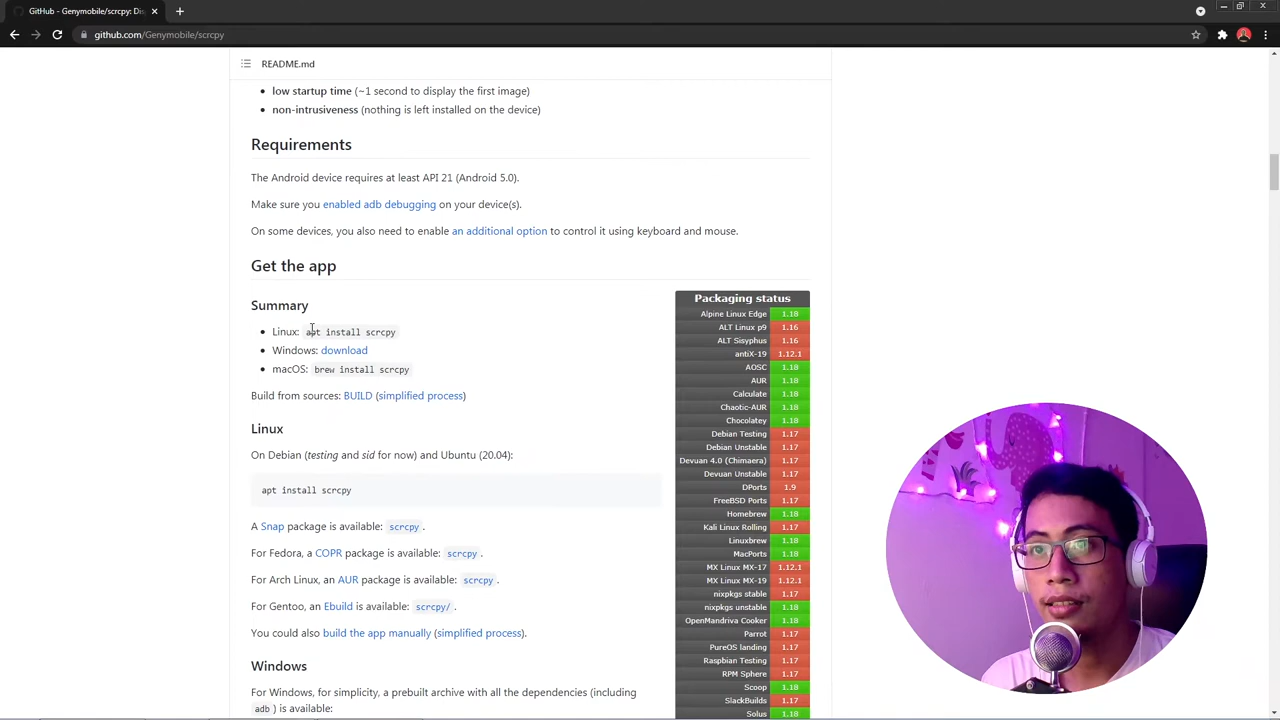 GitHub - Genymobile/scrcpy: Dis
github.com/Genymobile/scrcpy
README.md
low startup time (~1 second to display the first image)
non-intrusiveness (nothing is left installed on the device)
Requirements
The Android device requires at least API 21 (Android 5.0).
Make sure you enabled adb debugging on your device(s).
On some devices, you also need to enable an additional option to control it using keyboard and mouse.
Get the app
Summary
Linux: apt install scrcpy
Windows: download
macOS: brew install scrcpy
Build from sources: BUILD (simplified process)
Linux
On Debian (testing and sid for now) and Ubuntu (20.04):
apt install scrcpy
A Snap package is available: scrcpy.
For Fedora, a COPR package is available: scrcpy.
For Arch Linux, an AUR package is available: scrcpy.
For Gentoo, an Ebuild is available: scrcpy/.
You could also build the app manually (simplified process).
Windows
For Windows, for simplicity, a prebuilt archive with all the dependencies (including
adb) is available:
Packaging status
Alpine Linux Edge 1.18
ALT Linux p9 1.16
ALT Sisyphus 1.16
antiX-19 1.12.1
AOSC 1.18
AUR 1.18
Calculate 1.18
Chaotic-AUR 1.18
Chocolatey 1.18
Debian Testing 1.17
Debian Unstable 1.17
Devuan 4.0 (Chimaera) 1.17
Devuan Unstable 1.17
DPorts 1.9
FreeBSD Ports 1.17
Homebrew 1.18
Kali Linux Rolling 1.17
Linuxbrew 1.18
MacPorts 1.18
MX Linux MX-17 1.12.1
MX Linux MX-19 1.12.1
nixpkgs stable 1.17
nixpkgs unstable 1.18
OpenMandriva Cooker 1.18
Parrot 1.17
PureOS landing 1.17
Raspbian Testing 1.17
RPM Sphere 1.17
Scoop 1.18
SlackBuilds 1.17
Solus 1.18